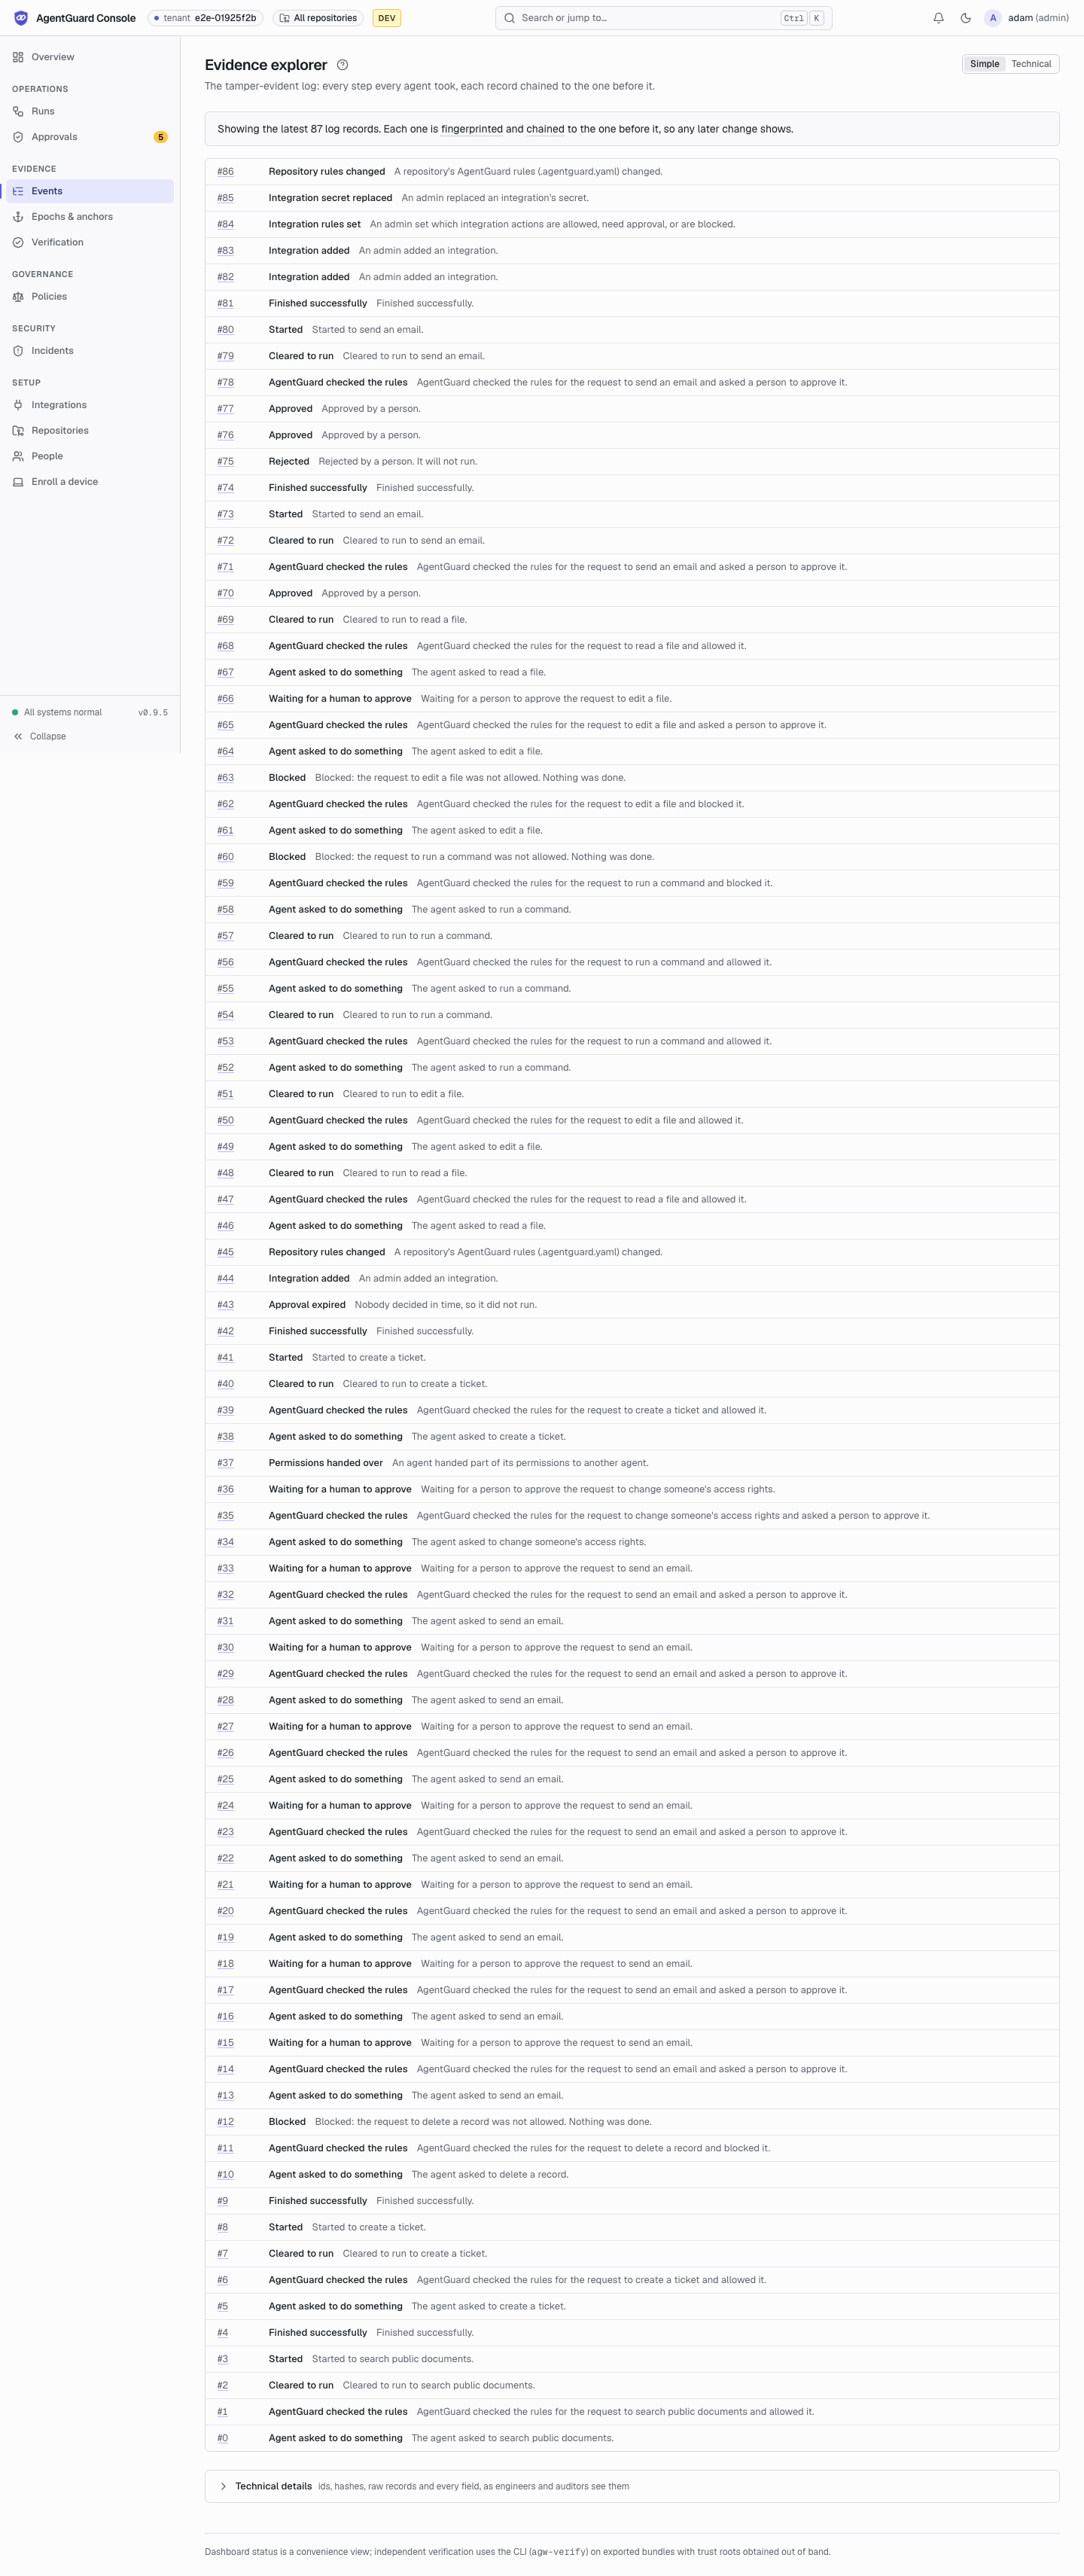 AgentGuard Console
tenant e2e-01925f2b
All repositories
DEV
Search or jump to...
Ctrl K
A
adam (admin)
Overview
OPERATIONS
Runs
Approvals 5
EVIDENCE
Events
Epochs & anchors
Verification
GOVERNANCE
Policies
SECURITY
Incidents
SETUP
Integrations
Repositories
People
Enroll a device
All systems normal v0.9.5
Collapse
Evidence explorer
Simple Technical
The tamper-evident log: every step every agent took, each record chained to the one before it.
Showing the latest 87 log records. Each one is fingerprinted and chained to the one before it, so any later change shows.
#86 Repository rules changed A repository's AgentGuard rules (.agentguard.yaml) changed.
#85 Integration secret replaced An admin replaced an integration's secret.
#84 Integration rules set An admin set which integration actions are allowed, need approval, or are blocked.
#83 Integration added An admin added an integration.
#82 Integration added An admin added an integration.
#81 Finished successfully Finished successfully.
#80 Started Started to send an email.
#79 Cleared to run Cleared to run to send an email.
#78 AgentGuard checked the rules AgentGuard checked the rules for the request to send an email and asked a person to approve it.
#77 Approved Approved by a person.
#76 Approved Approved by a person.
#75 Rejected Rejected by a person. It will not run.
#74 Finished successfully Finished successfully.
#73 Started Started to send an email.
#72 Cleared to run Cleared to run to send an email.
#71 AgentGuard checked the rules AgentGuard checked the rules for the request to send an email and asked a person to approve it.
#70 Approved Approved by a person.
#69 Cleared to run Cleared to run to read a file.
#68 AgentGuard checked the rules AgentGuard checked the rules for the request to read a file and allowed it.
#67 Agent asked to do something The agent asked to read a file.
#66 Waiting for a human to approve Waiting for a person to approve the request to edit a file.
#65 AgentGuard checked the rules AgentGuard checked the rules for the request to edit a file and asked a person to approve it.
#64 Agent asked to do something The agent asked to edit a file.
#63 Blocked Blocked: the request to edit a file was not allowed. Nothing was done.
#62 AgentGuard checked the rules AgentGuard checked the rules for the request to edit a file and blocked it.
#61 Agent asked to do something The agent asked to edit a file.
#60 Blocked Blocked: the request to run a command was not allowed. Nothing was done.
#59 AgentGuard checked the rules AgentGuard checked the rules for the request to run a command and blocked it.
#58 Agent asked to do something The agent asked to run a command.
#57 Cleared to run Cleared to run to run a command.
#56 AgentGuard checked the rules AgentGuard checked the rules for the request to run a command and allowed it.
#55 Agent asked to do something The agent asked to run a command.
#54 Cleared to run Cleared to run to run a command.
#53 AgentGuard checked the rules AgentGuard checked the rules for the request to run a command and allowed it.
#52 Agent asked to do something The agent asked to run a command.
#51 Cleared to run Cleared to run to edit a file.
#50 AgentGuard checked the rules AgentGuard checked the rules for the request to edit a file and allowed it.
#49 Agent asked to do something The agent asked to edit a file.
#48 Cleared to run Cleared to run to read a file.
#47 AgentGuard checked the rules AgentGuard checked the rules for the request to read a file and allowed it.
#46 Agent asked to do something The agent asked to read a file.
#45 Repository rules changed A repository's AgentGuard rules (.agentguard.yaml) changed.
#44 Integration added An admin added an integration.
#43 Approval expired Nobody decided in time, so it did not run.
#42 Finished successfully Finished successfully.
#41 Started Started to create a ticket.
#40 Cleared to run Cleared to run to create a ticket.
#39 AgentGuard checked the rules AgentGuard checked the rules for the request to create a ticket and allowed it.
#38 Agent asked to do something The agent asked to create a ticket.
#37 Permissions handed over An agent handed part of its permissions to another agent.
#36 Waiting for a human to approve Waiting for a person to approve the request to change someone's access rights.
#35 AgentGuard checked the rules AgentGuard checked the rules for the request to change someone's access rights and asked a person to approve it.
#34 Agent asked to do something The agent asked to change someone's access rights.
#33 Waiting for a human to approve Waiting for a person to approve the request to send an email.
#32 AgentGuard checked the rules AgentGuard checked the rules for the request to send an email and asked a person to approve it.
#31 Agent asked to do something The agent asked to send an email.
#30 Waiting for a human to approve Waiting for a person to approve the request to send an email.
#29 AgentGuard checked the rules AgentGuard checked the rules for the request to send an email and asked a person to approve it.
#28 Agent asked to do something The agent asked to send an email.
#27 Waiting for a human to approve Waiting for a person to approve the request to send an email.
#26 AgentGuard checked the rules AgentGuard checked the rules for the request to send an email and asked a person to approve it.
#25 Agent asked to do something The agent asked to send an email.
#24 Waiting for a human to approve Waiting for a person to approve the request to send an email.
#23 AgentGuard checked the rules AgentGuard checked the rules for the request to send an email and asked a person to approve it.
#22 Agent asked to do something The agent asked to send an email.
#21 Waiting for a human to approve Waiting for a person to approve the request to send an email.
#20 AgentGuard checked the rules AgentGuard checked the rules for the request to send an email and asked a person to approve it.
#19 Agent asked to do something The agent asked to send an email.
#18 Waiting for a human to approve Waiting for a person to approve the request to send an email.
#17 AgentGuard checked the rules AgentGuard checked the rules for the request to send an email and asked a person to approve it.
#16 Agent asked to do something The agent asked to send an email.
#15 Waiting for a human to approve Waiting for a person to approve the request to send an email.
#14 AgentGuard checked the rules AgentGuard checked the rules for the request to send an email and asked a person to approve it.
#13 Agent asked to do something The agent asked to send an email.
#12 Blocked Blocked: the request to delete a record was not allowed. Nothing was done.
#11 AgentGuard checked the rules AgentGuard checked the rules for the request to delete a record and blocked it.
#10 Agent asked to do something The agent asked to delete a record.
#9 Finished successfully Finished successfully.
#8 Started Started to create a ticket.
#7 Cleared to run Cleared to run to create a ticket.
#6 AgentGuard checked the rules AgentGuard checked the rules for the request to create a ticket and allowed it.
#5 Agent asked to do something The agent asked to create a ticket.
#4 Finished successfully Finished successfully.
#3 Started Started to search public documents.
#2 Cleared to run Cleared to run to search public documents.
#1 AgentGuard checked the rules AgentGuard checked the rules for the request to search public documents and allowed it.
#0 Agent asked to do something The agent asked to search public documents.
Technical details ids, hashes, raw records and every field, as engineers and auditors see them
Dashboard status is a convenience view; independent verification uses the CLI (agw-verify) on exported bundles with trust roots obtained out of band.